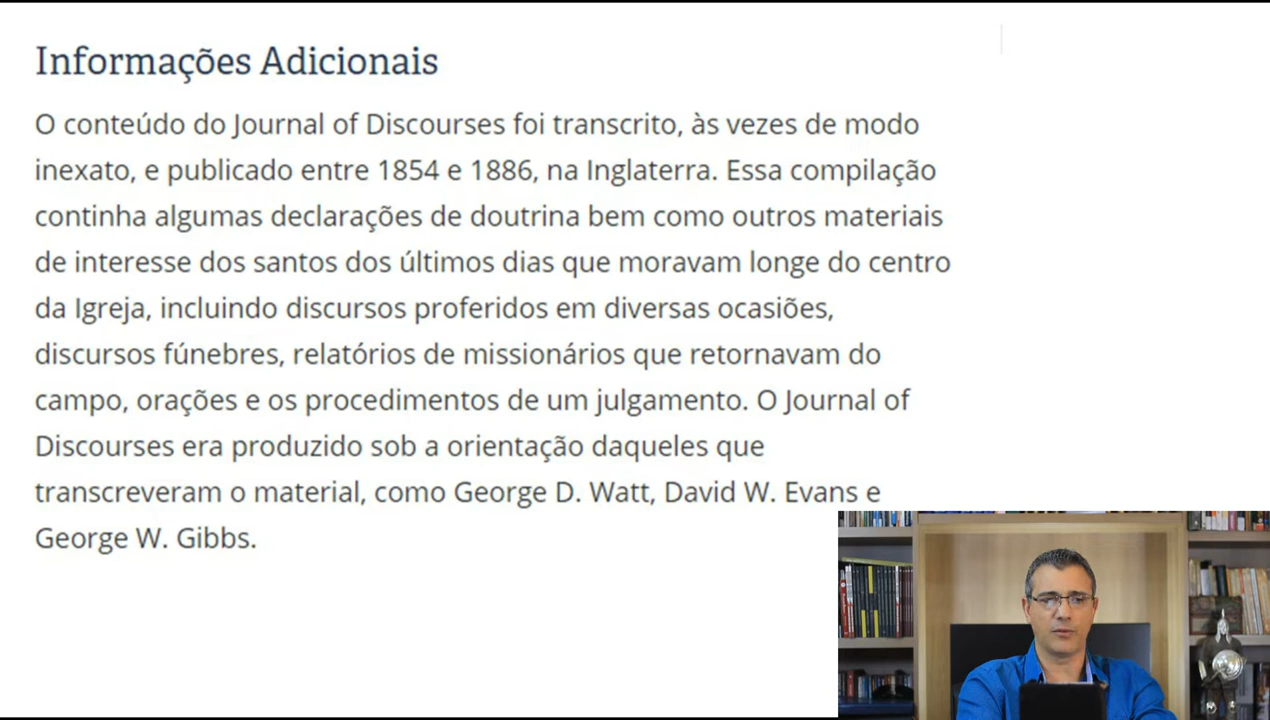 Informações Adicionais
O conteúdo do Journal of Discourses foi transcrito, às vezes de modo
inexato, e publicado entre 1854 e 1886, na Inglaterra. Essa compilação
continha algumas declarações de doutrina bem como outros materiais
de interesse dos santos dos últimos dias que moravam longe do centro
da Igreja, incluindo discursos proferidos em diversas ocasiões,
discursos fúnebres, relatórios de missionários que retornavam do
campo, orações e os procedimentos de um julgamento. O Journal of
Discourses era produzido sob a orientação daqueles que
transcreveram o material, como George D. Watt, David W. Evans e
George W. Gibbs.